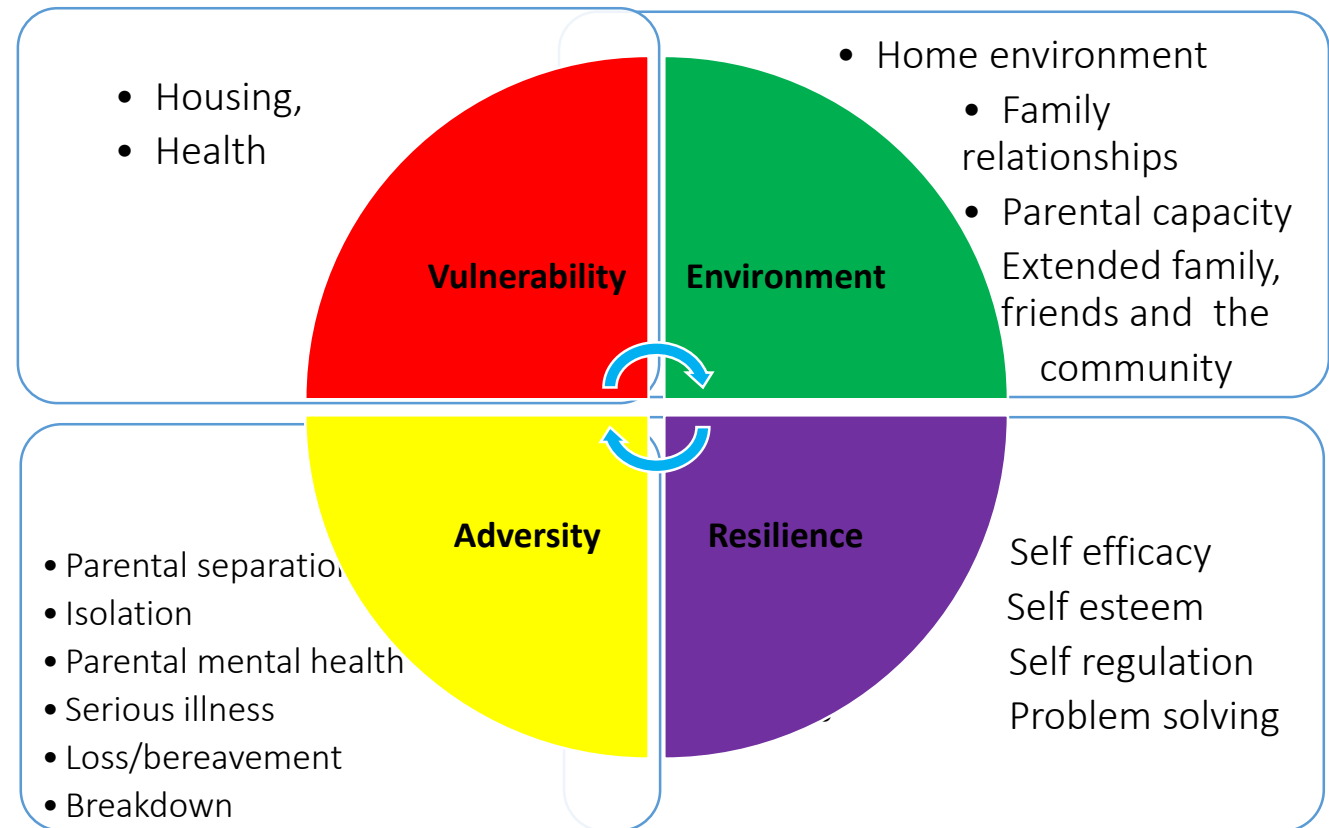 • Housing,
• Health
Vulnerability
• Home environment
• Family
relationships
• Parental capacity
Extended family,
friends and the
community
Environment
Adversity
• Parental separation
• Isolation
• Parental mental health
• Serious illness
• Loss/bereavement
• Breakdown
Resilience
Self efficacy
Self esteem
Self regulation
Problem solving